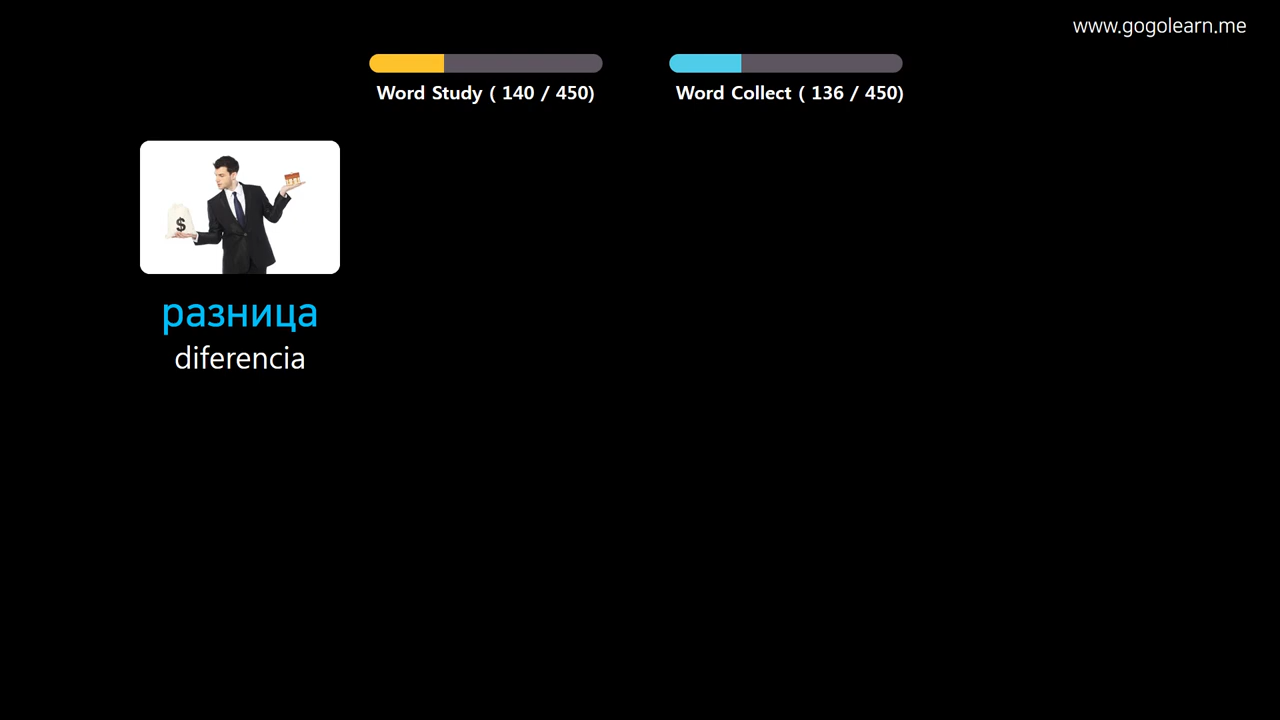 www.gogolearn.me
Word Study ( 140 / 450)
Word Collect ( 136 / 450)
$
разница
diferencia